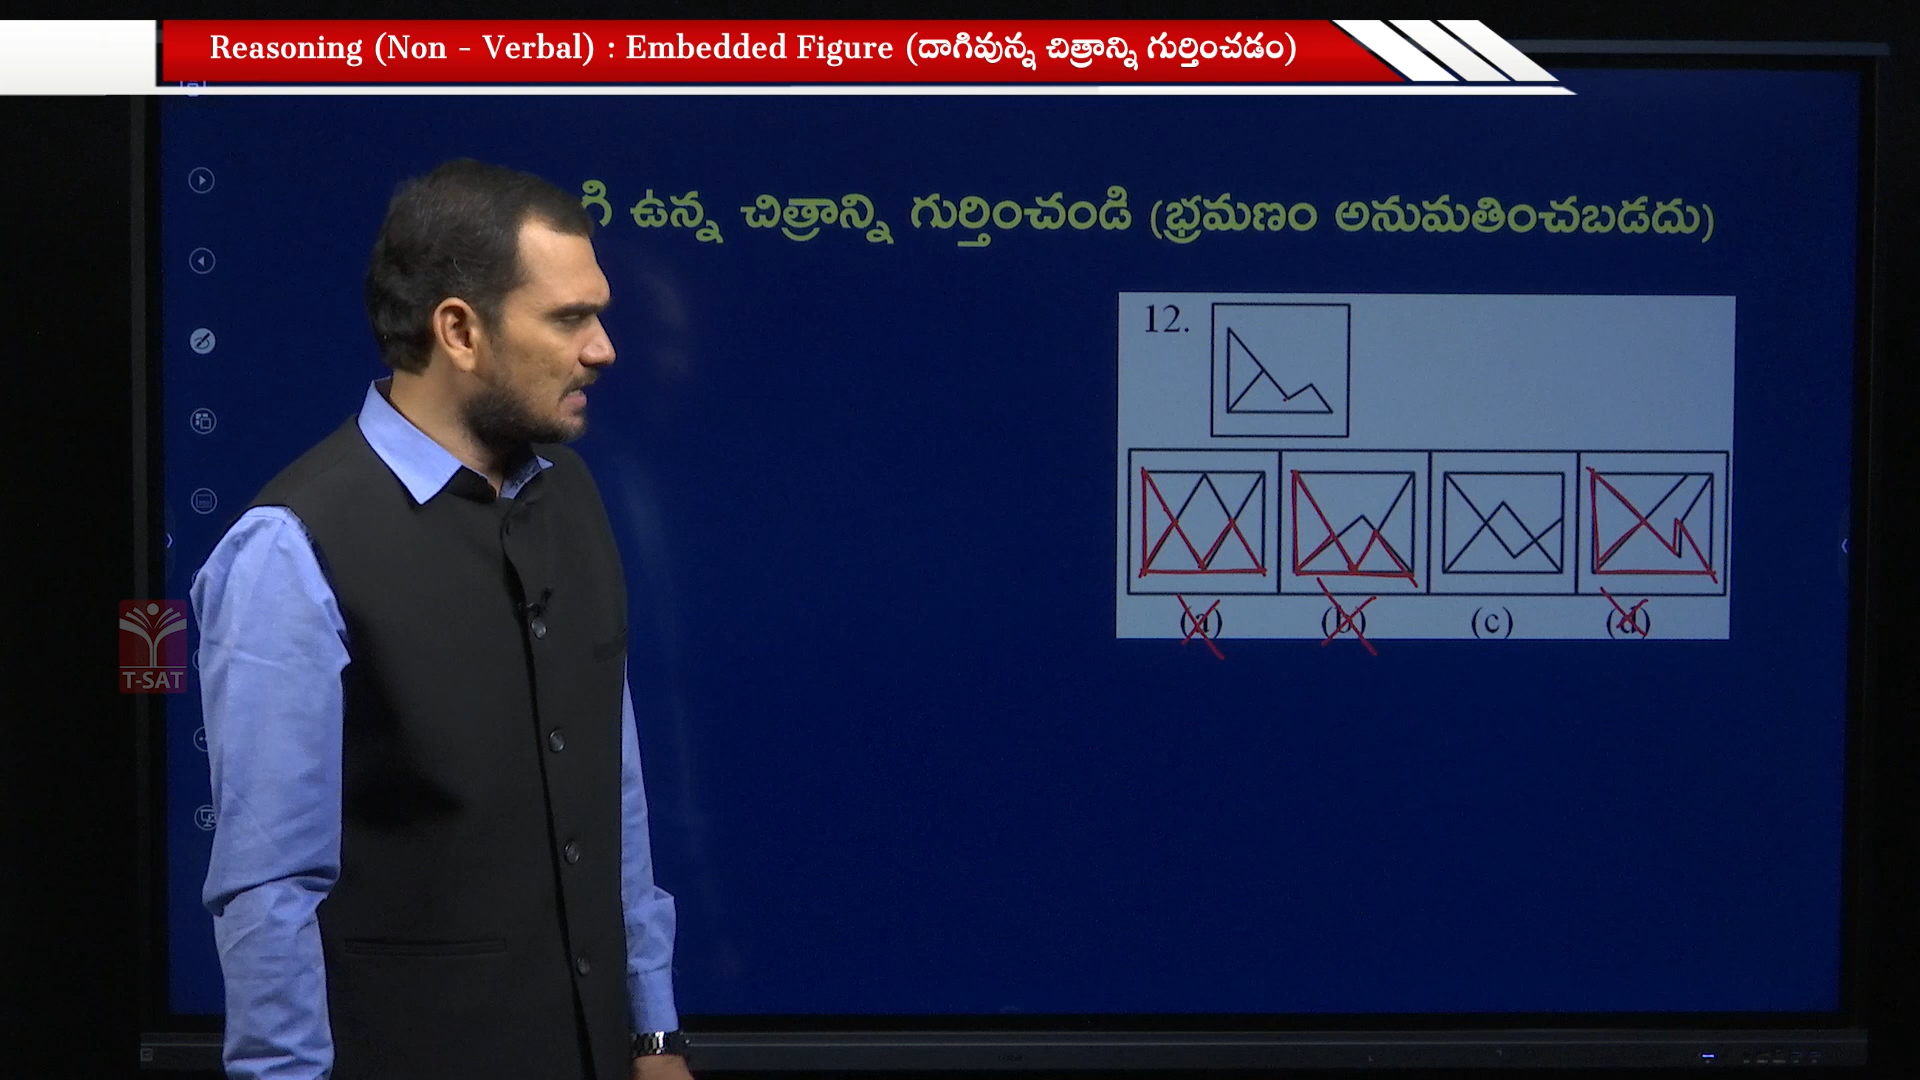 Reasoning (Non - Verbal) : Embedded Figure (దాగివున్న చిత్రాన్ని గుర్తించడం)
గి ఉన్న చిత్రాన్ని గుర్తించండి (భ్రమణం అనుమతించబడదు)
12.
(a) (b) (c) (d)
T-SAT